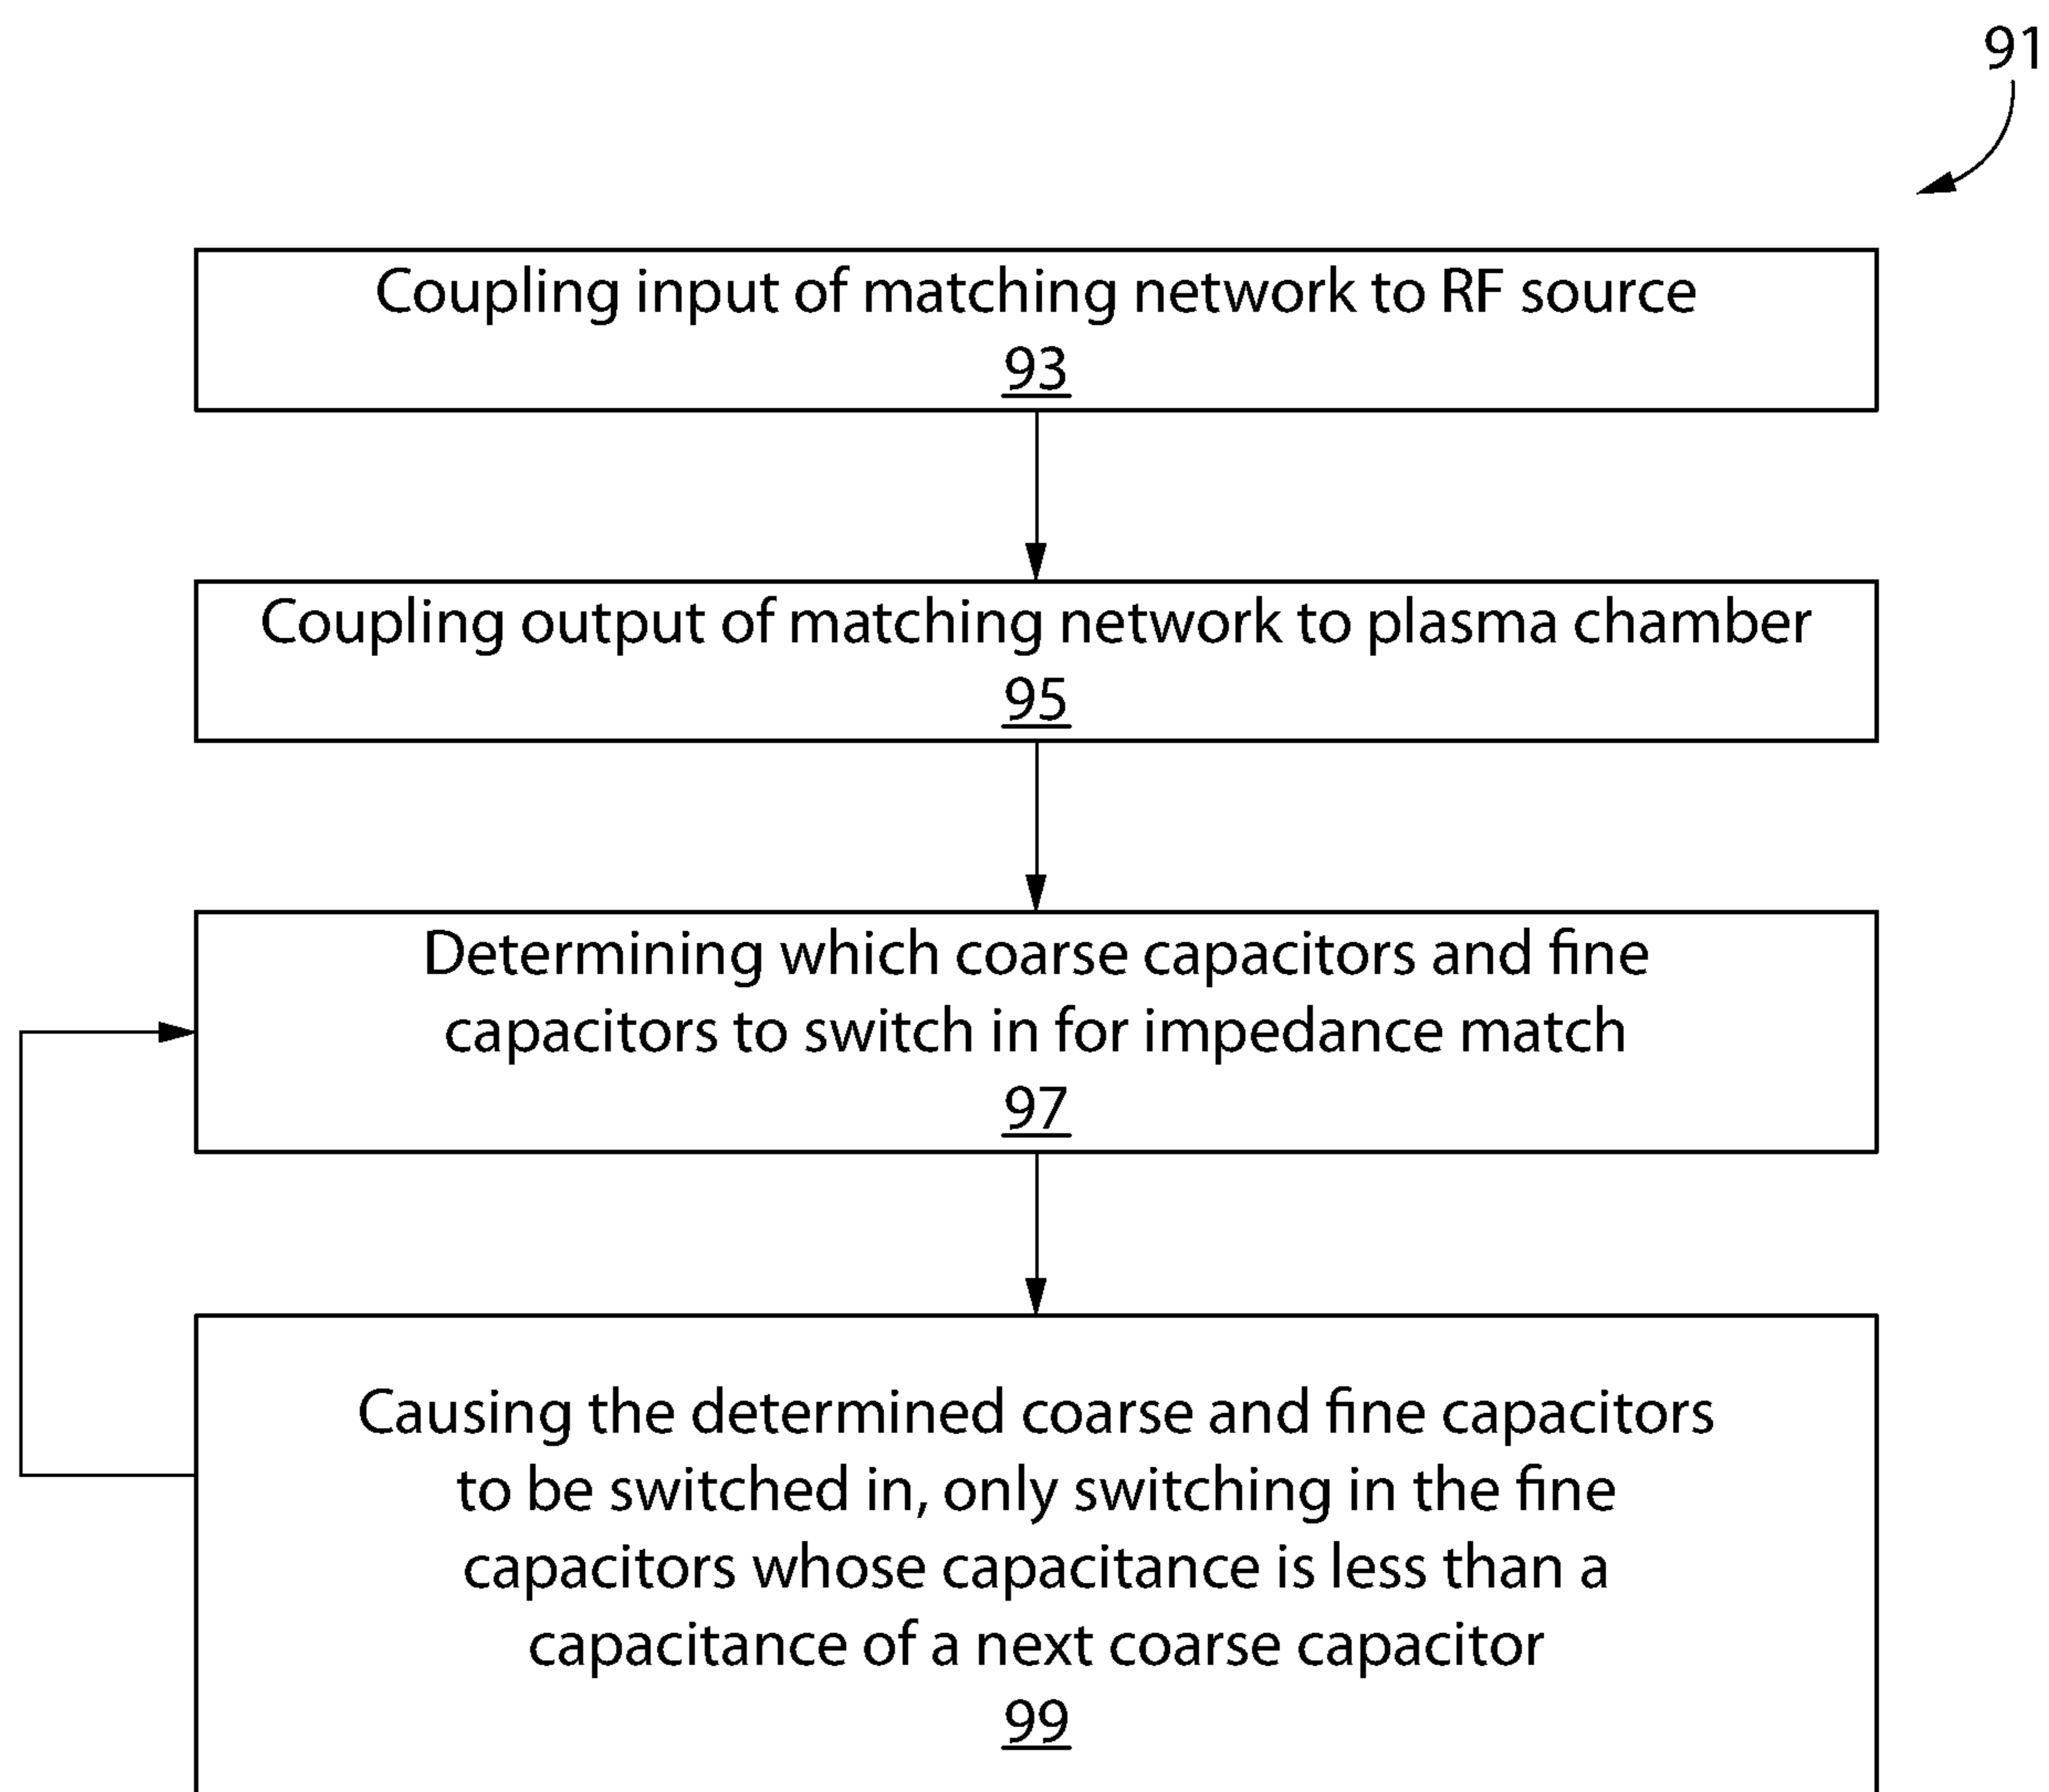 91
Coupling input of matching network to RF source
93
Coupling output of matching network to plasma chamber
95
Determining which coarse capacitors and fine
capacitors to switch in for impedance match
97
Causing the determined coarse and fine capacitors
to be switched in, only switching in the fine
capacitors whose capacitance is less than a
capacitance of a next coarse capacitor
99